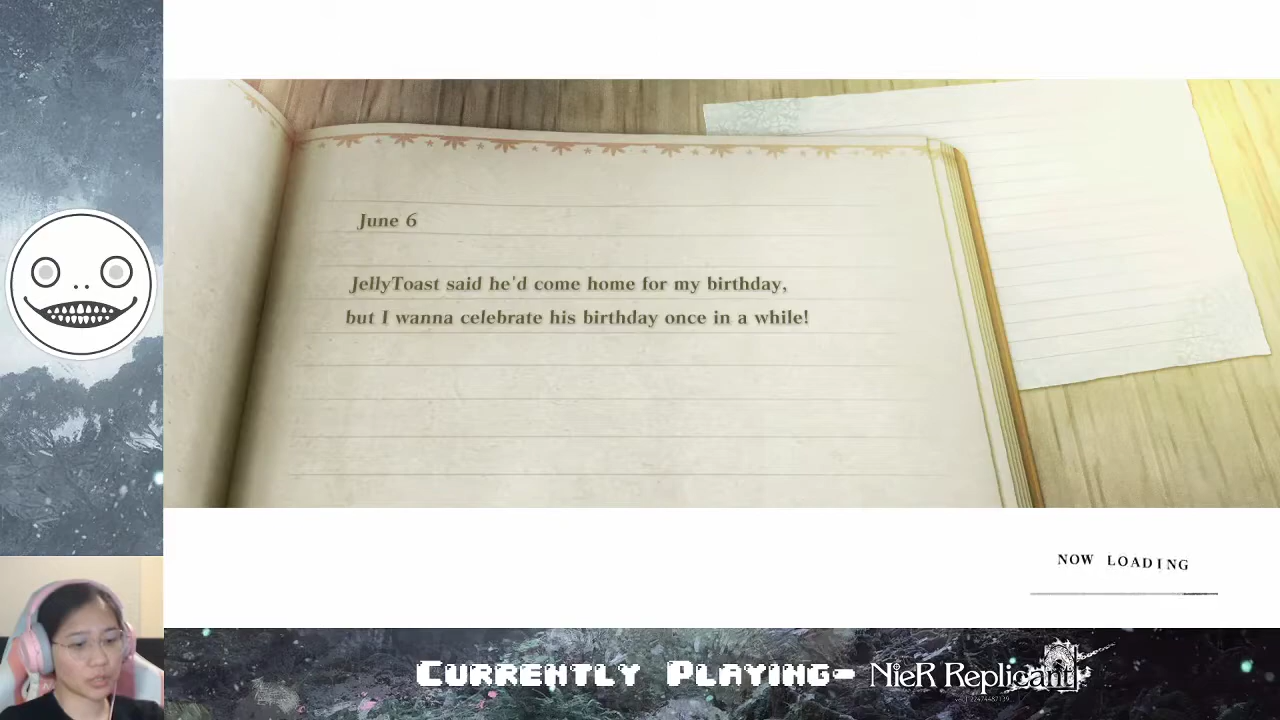 June 6
JellyToast said he'd come home for my birthday,
but I wanna celebrate his birthday once in a while!
NOW LOADING
CURRENTLY PLAYING-
NieR Replicant